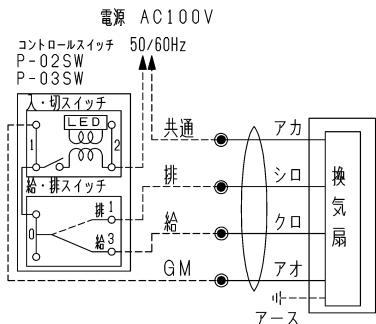 電源 AC100V
50/60Hz
コントロールスイッチ
P-02SW
P-03SW
入・切スイッチ
LED
1
2
給・排スイッチ
排1
0
給3
共通
排
給
GM
アカ
シロ
クロ
アオ
アース
換気扇